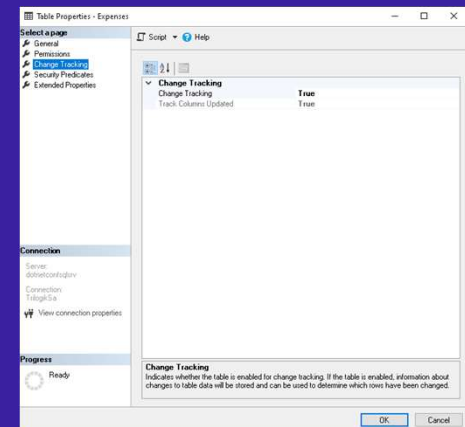 Table Properties - Expenses
Select a page
General
Permissions
Change Tracking
Security Predicates
Extended Properties
Script
Help
Change Tracking
Change Tracking True
Track Columns Updated True
Connection
Server:
dotnetconfsqlsrv
Connection:
TrilogikSa
View connection properties
Progress
Ready
Change Tracking
Indicates whether the table is enabled for change tracking. If the table is enabled, information about
changes to table data will be stored and can be used to determine which rows have been changed.
OK Cancel